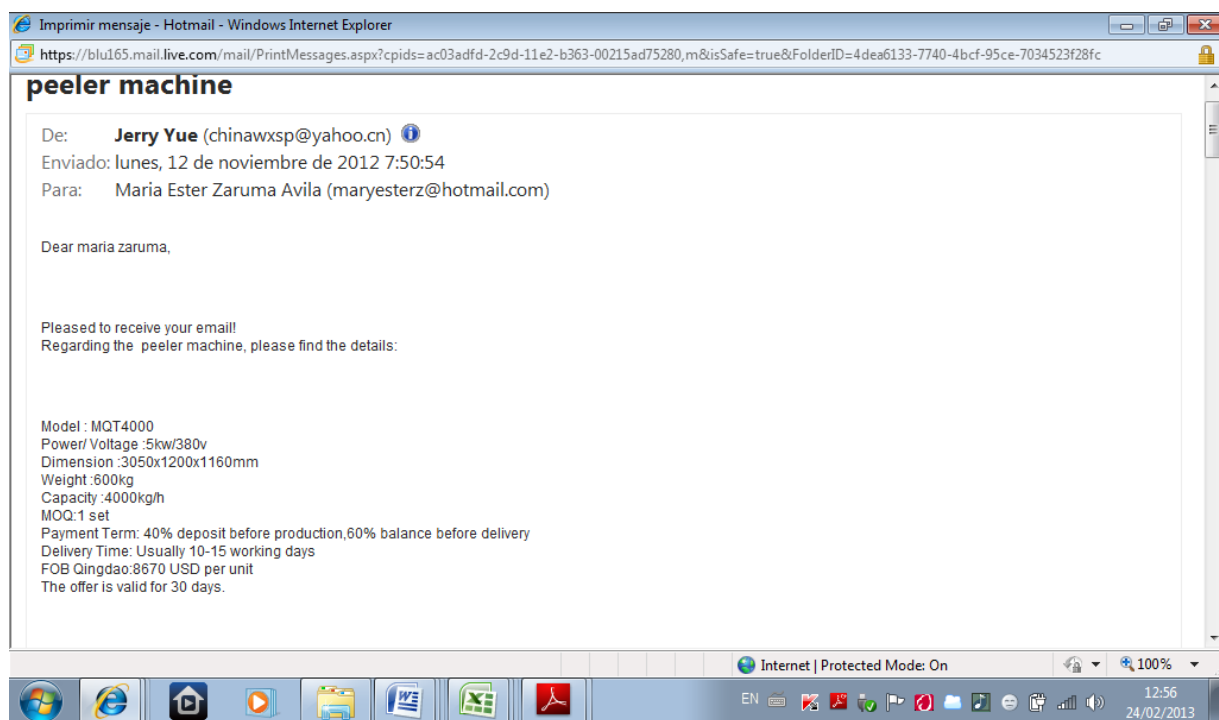 Imprimir mensaje - Hotmail - Windows Internet Explorer
https://blu165.mail.live.com/mail/PrintMessages.aspx?cpids=ac03adfd-2c9d-11e2-b363-00215ad75280,m&isSafe=true&FolderID=4dea6133-7740-4bcf-95ce-7034523f28fc
peeler machine
De: Jerry Yue (chinawxsp@yahoo.cn)
Enviado: lunes, 12 de noviembre de 2012 7:50:54
Para: Maria Ester Zaruma Avila (maryesterz@hotmail.com)
Dear maria zaruma,
Pleased to receive your email!
Regarding the peeler machine, please find the details:
Model : MQT4000
Power/ Voltage :5kw/380v
Dimension :3050x1200x1160mm
Weight :600kg
Capacity :4000kg/h
MOQ:1 set
Payment Term: 40% deposit before production,60% balance before delivery
Delivery Time: Usually 10-15 working days
FOB Qingdao:8670 USD per unit
The offer is valid for 30 days.
Internet | Protected Mode: On
100%
EN
12:56
24/02/2013